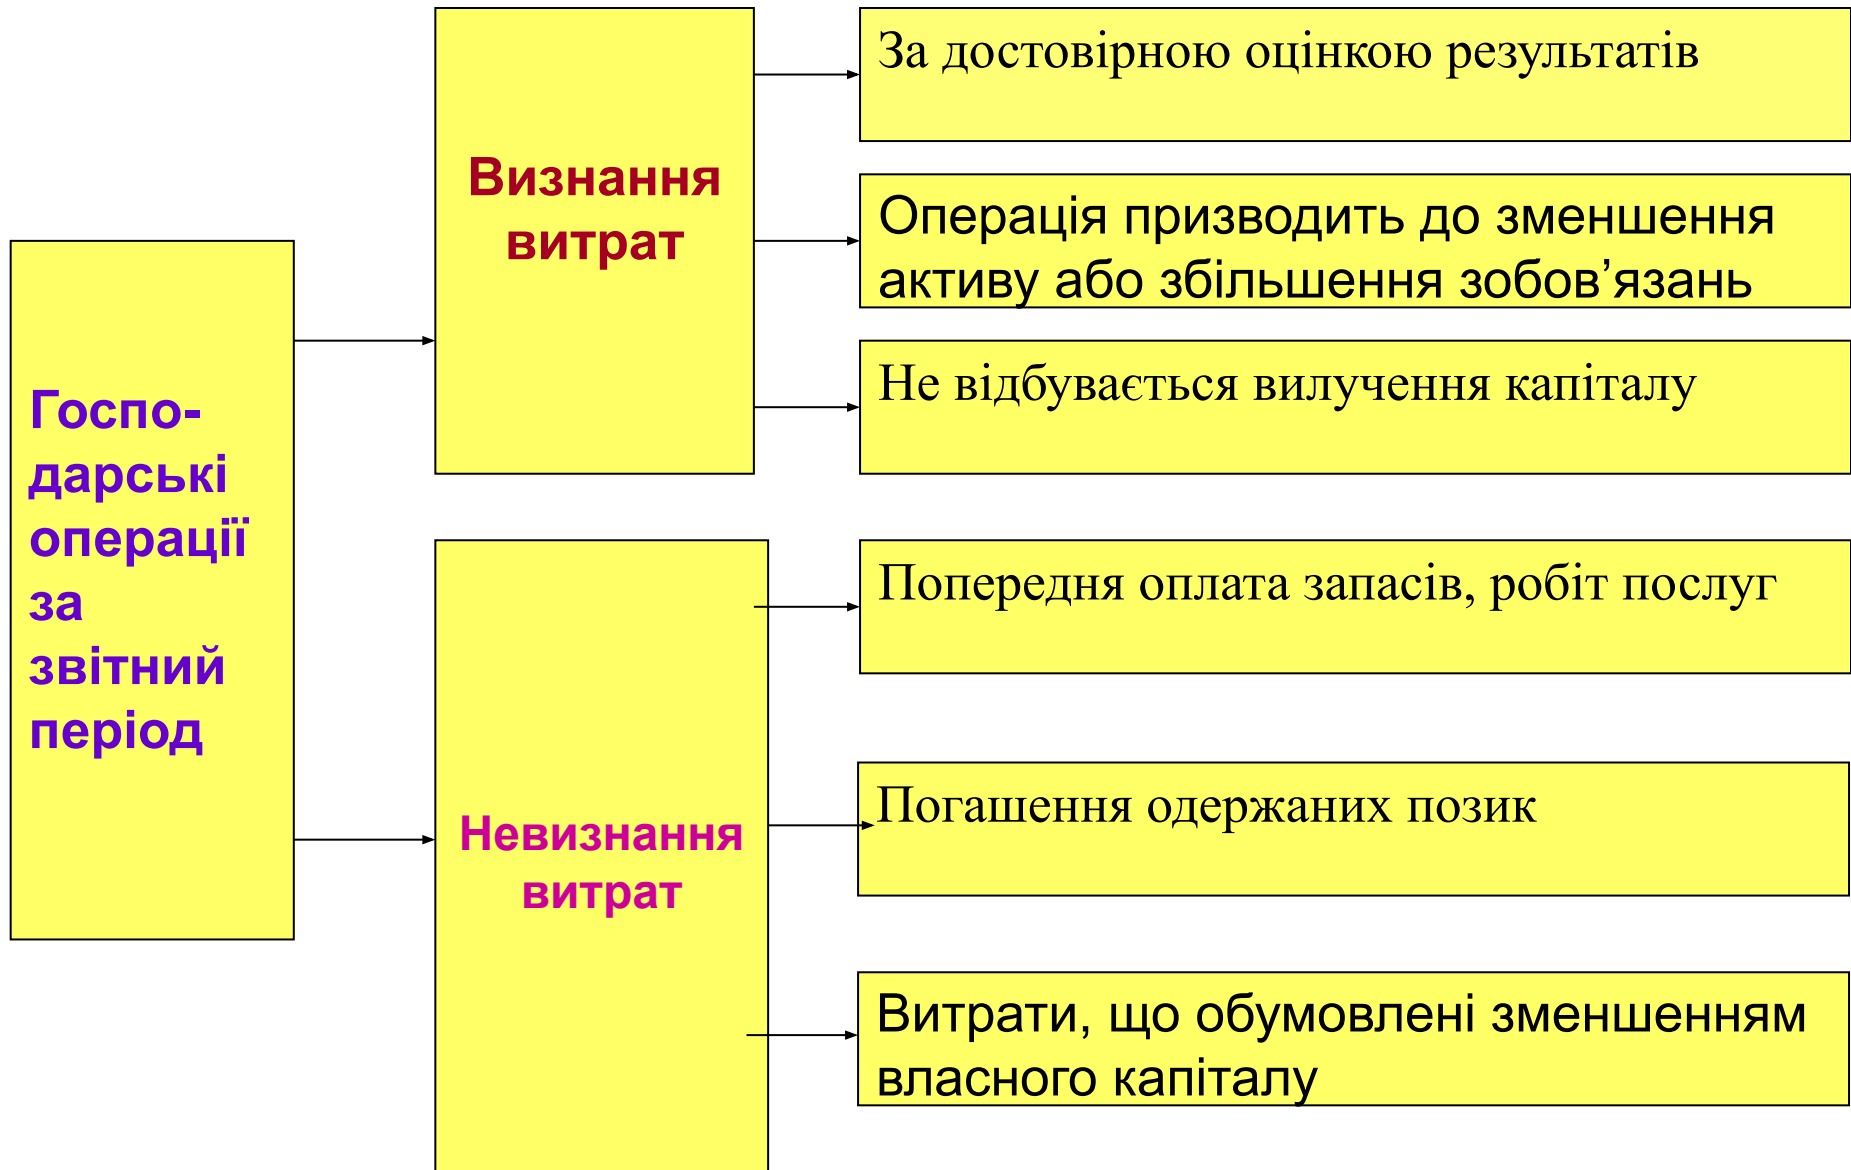 Госпо-
дарські
операції
за
звітний
період
Визнання
витрат
За достовірною оцінкою результатів
Операція призводить до зменшення
активу або збільшення зобов’язань
Не відбувається вилучення капіталу
Невизнання
витрат
Попередня оплата запасів, робіт послуг
Погашення одержаних позик
Витрати, що обумовлені зменшенням
власного капіталу